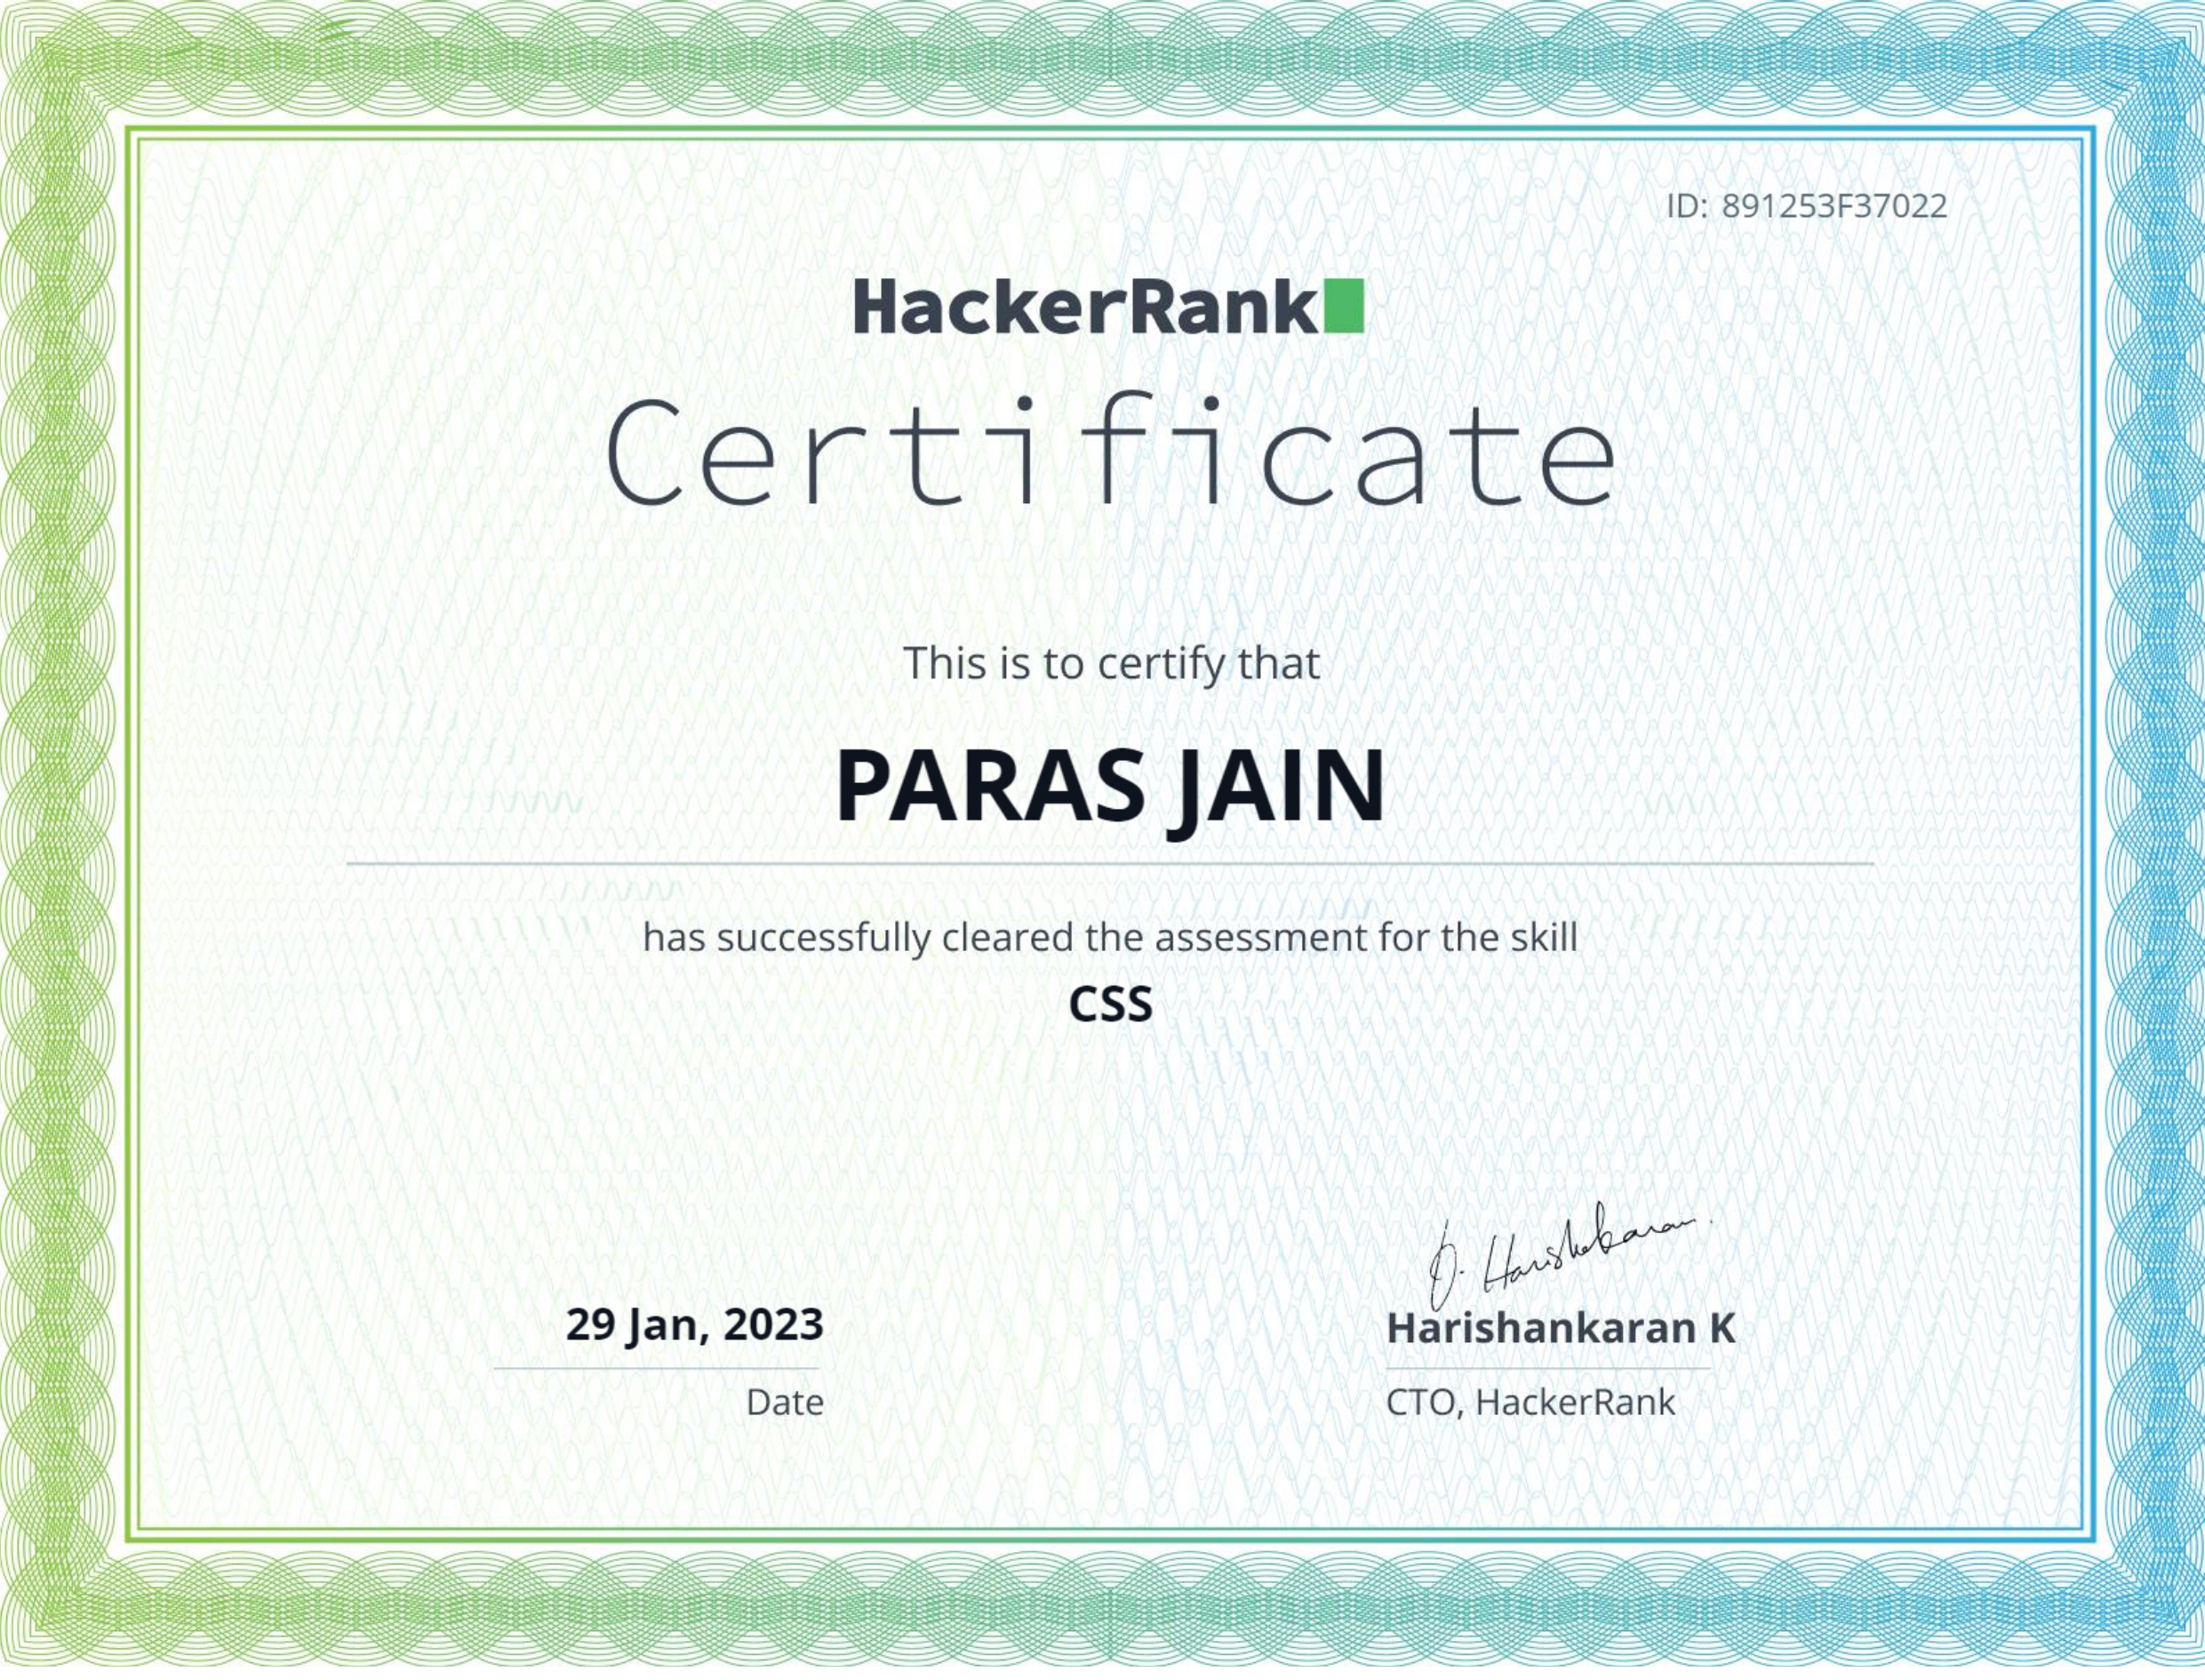 ID: 891253F37022
HackerRank
Certificate
This is to certify that
PARAS JAIN
has successfully cleared the assessment for the skill
CSS
29 Jan, 2023
Date
D. Harishankaran
Harishankaran K
CTO, HackerRank